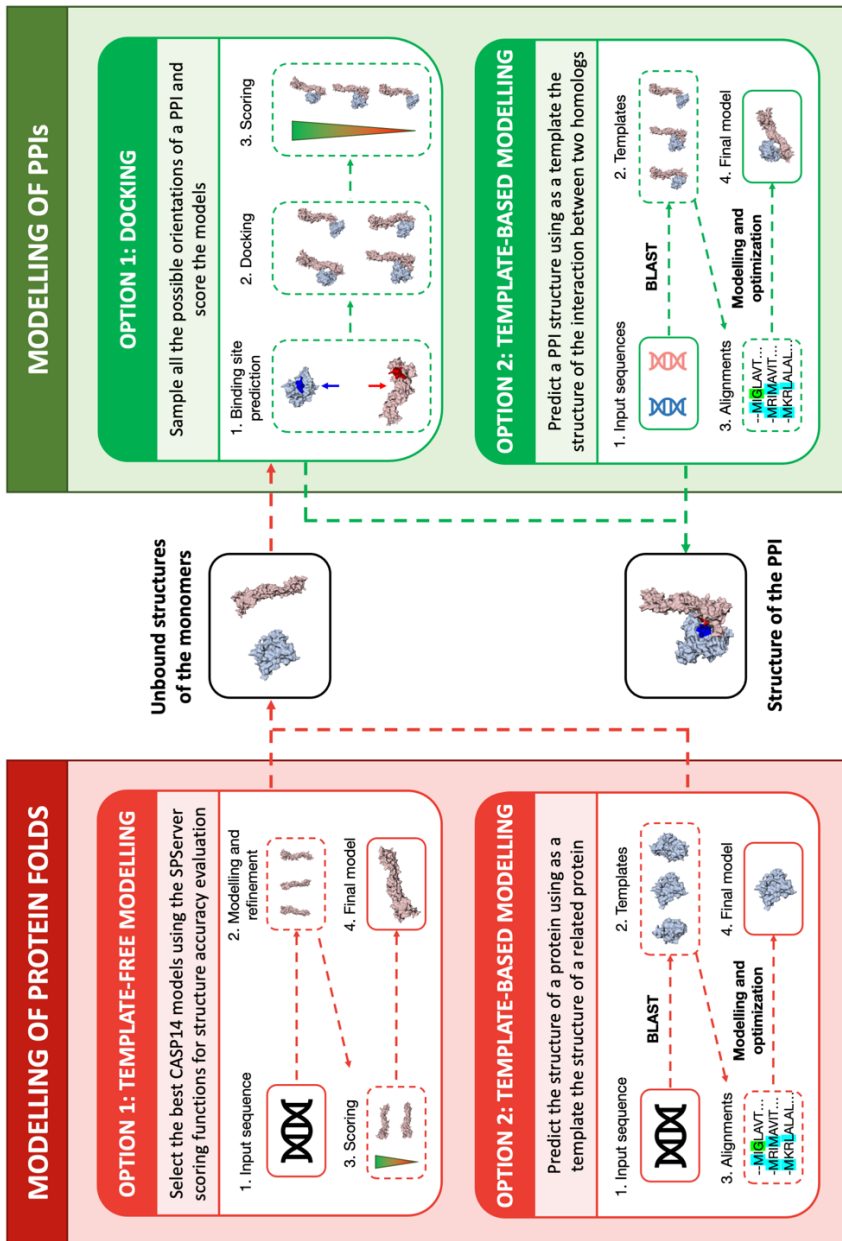 MODELLING OF PROTEIN FOLDS
OPTION 1: TEMPLATE-FREE MODELLING
Select the best CASP14 models using the SPServer
scoring functions for structure accuracy evaluation
1. Input sequence
2. Modelling and
refinement
3. Scoring
4. Final model
OPTION 2: TEMPLATE-BASED MODELLING
Predict the structure of a protein using as a
template the structure of a related protein
1. Input sequence
BLAST
2. Templates
3. Alignments
--MIGLAVT...
-MRIMAVIT...
-MKRLALAL...
Modelling and
optimization
4. Final model
Unbound structures
of the monomers
Structure of the PPI
MODELLING OF PPIs
OPTION 1: DOCKING
Sample all the possible orientations of a PPI and
score the models
1. Binding site
prediction
2. Docking
3. Scoring
OPTION 2: TEMPLATE-BASED MODELLING
Predict a PPI structure using as a template the
structure of the interaction between two homologs
1. Input sequences
BLAST
2. Templates
3. Alignments
--MIGLAVT...
-MRIMAVIT...
-MKRLALAL...
Modelling and
optimization
4. Final model